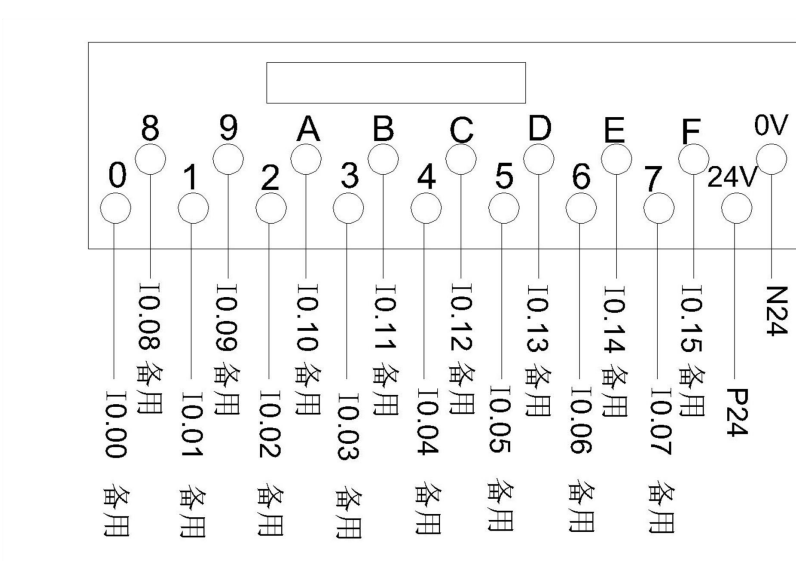 8 9 A B C D E F 0V
0 1 2 3 4 5 6 7 24V
I0.08 备用
I0.09 备用
I0.10 备用
I0.11 备用
I0.12 备用
I0.13 备用
I0.14 备用
I0.15 备用
N24
I0.00 备用
I0.01 备用
I0.02 备用
I0.03 备用
I0.04 备用
I0.05 备用
I0.06 备用
I0.07 备用
P24